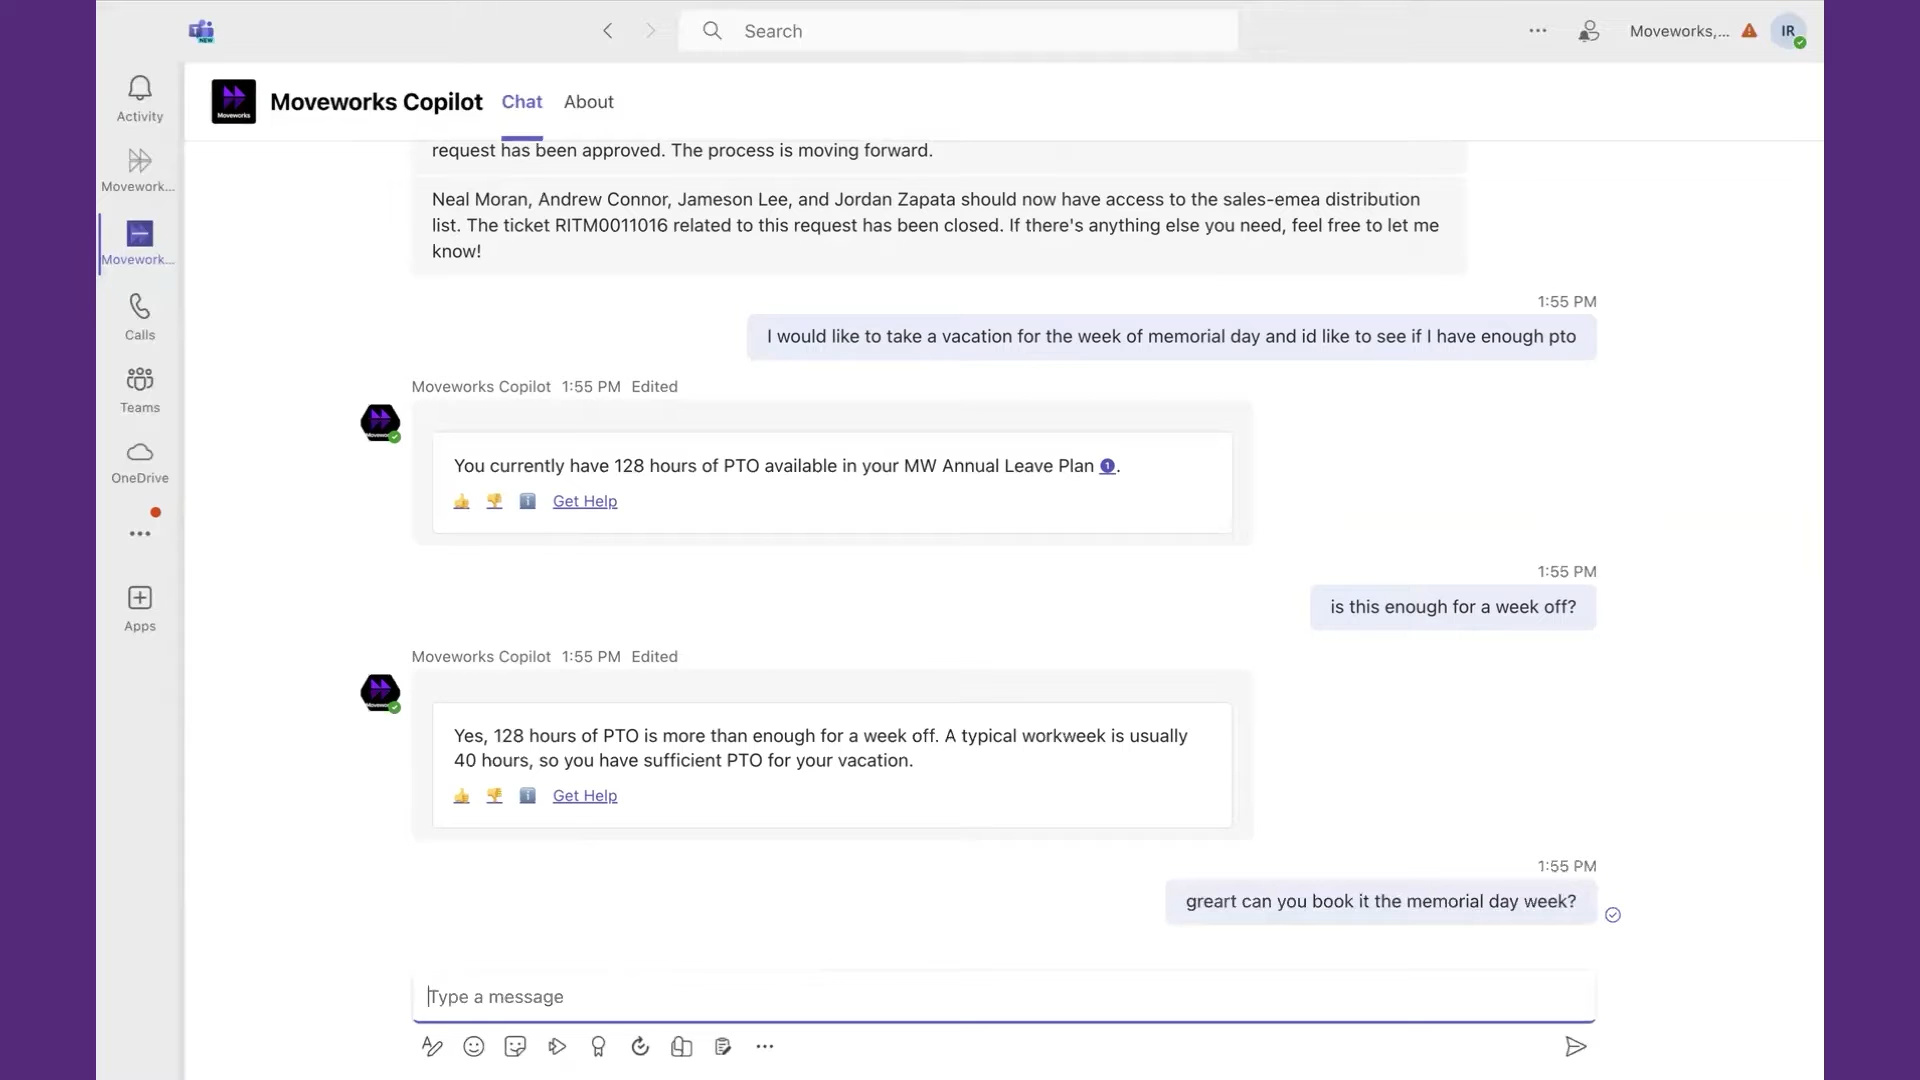 NEW
Search
Moveworks,...
IR
Activity
Movework...
Movework...
Calls
Teams
OneDrive
Apps
Moveworks
Moveworks Copilot
Chat
About
request has been approved. The process is moving forward.
Neal Moran, Andrew Connor, Jameson Lee, and Jordan Zapata should now have access to the sales-emea distribution
list. The ticket RITM0011016 related to this request has been closed. If there's anything else you need, feel free to let me
know!
1:55 PM
I would like to take a vacation for the week of memorial day and id like to see if I have enough pto
Moveworks Copilot 1:55 PM Edited
You currently have 128 hours of PTO available in your MW Annual Leave Plan 1.
Get Help
1:55 PM
is this enough for a week off?
Moveworks Copilot 1:55 PM Edited
Yes, 128 hours of PTO is more than enough for a week off. A typical workweek is usually
40 hours, so you have sufficient PTO for your vacation.
Get Help
1:55 PM
greart can you book it the memorial day week?
Type a message